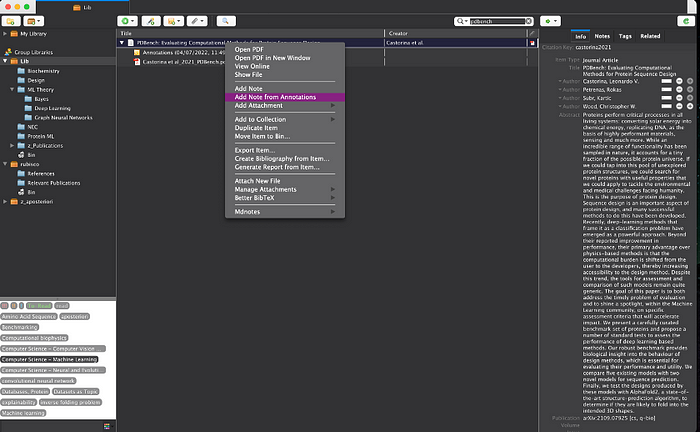 Lib
pdbench
My Library
Group Libraries
Lib
Biochemistry
Design
ML Theory
Bayes
Deep Learning
Graph Neural Networks
NEC
Protein ML
z_Publications
Bin
rubisco
References
Relevant Publications
Bin
z_aposteriori
to-Read
read
Amino Acid Sequence
aposteriori
Benchmarking
Computational biophysics
Computer Science - Computer Vision ...
Computer Science - Machine Learning
Computer Science - Neural and Evoluti...
convolutional neural network
Databases, Protein
Datasets as Topic
explainability
inverse folding problem
Machine learning
Title
Creator
PDBench: Evaluating Computational Methods for Protein Sequence Design
Castorina et al.
Annotations (04/07/2022, 11:4
Castorina et al_2021_PDBench.p
Open PDF
Open PDF in New Window
View Online
Show File
Add Note
Add Note from Annotations
Add Attachment
Add to Collection
Duplicate Item
Move Item to Bin...
Export Item...
Create Bibliography from Item...
Generate Report from Item...
Attach New File
Manage Attachments
Better BibTeX
Mdnotes
Info
Notes
Tags
Related
Citation Key: castorina2021
Item Type Journal Article
Title PDBench: Evaluating Computational
Methods for Protein Sequence Design
Author Castorina, Leonardo V.
Author Petrenas, Rokas
Author Subr, Kartic
Author Wood, Christopher W.
Abstract Proteins perform critical processes in all
living systems: converting solar energy into
chemical energy, replicating DNA, as the
basis of highly performant materials,
sensing and much more. While an
incredible range of functionality has been
sampled in nature, it accounts for a tiny
fraction of the possible protein universe. If
we could tap into this pool of unexplored
protein structures, we could search for
novel proteins with useful properties that
we could apply to tackle the environmental
and medical challenges facing humanity.
This is the purpose of protein design.
Sequence design is an important aspect of
protein design, and many successful
methods to do this have been developed.
Recently, deep-learning methods that
frame it as a classification problem have
emerged as a powerful approach. Beyond
their reported improvement in
performance, their primary advantage over
physics-based methods is that the
computational burden is shifted from the
user to the developers, thereby increasing
accessibility to the design method. Despite
this trend, the tools for assessment and
comparison of such models remain quite
generic. The goal of this paper is to both
address the timely problem of evaluation
and to shine a spotlight, within the Machine
Learning community, on specific
assessment criteria that will accelerate
impact. We present a carefully curated
benchmark set of proteins and propose a
number of standard tests to assess the
performance of deep learning based
methods. Our robust benchmark provides
biological insight into the behaviour of
design methods, which is essential for
evaluating their performance and utility. We
compare five existing models with two
novel models for sequence prediction.
Finally, we test the designs produced by
these models with AlphaFold2, a state-of-
the-art structure-prediction algorithm, to
determine if they are likely to fold into the
intended 3D shapes.
Publication arXiv:2109.07925 [cs, q-bio]
Volume